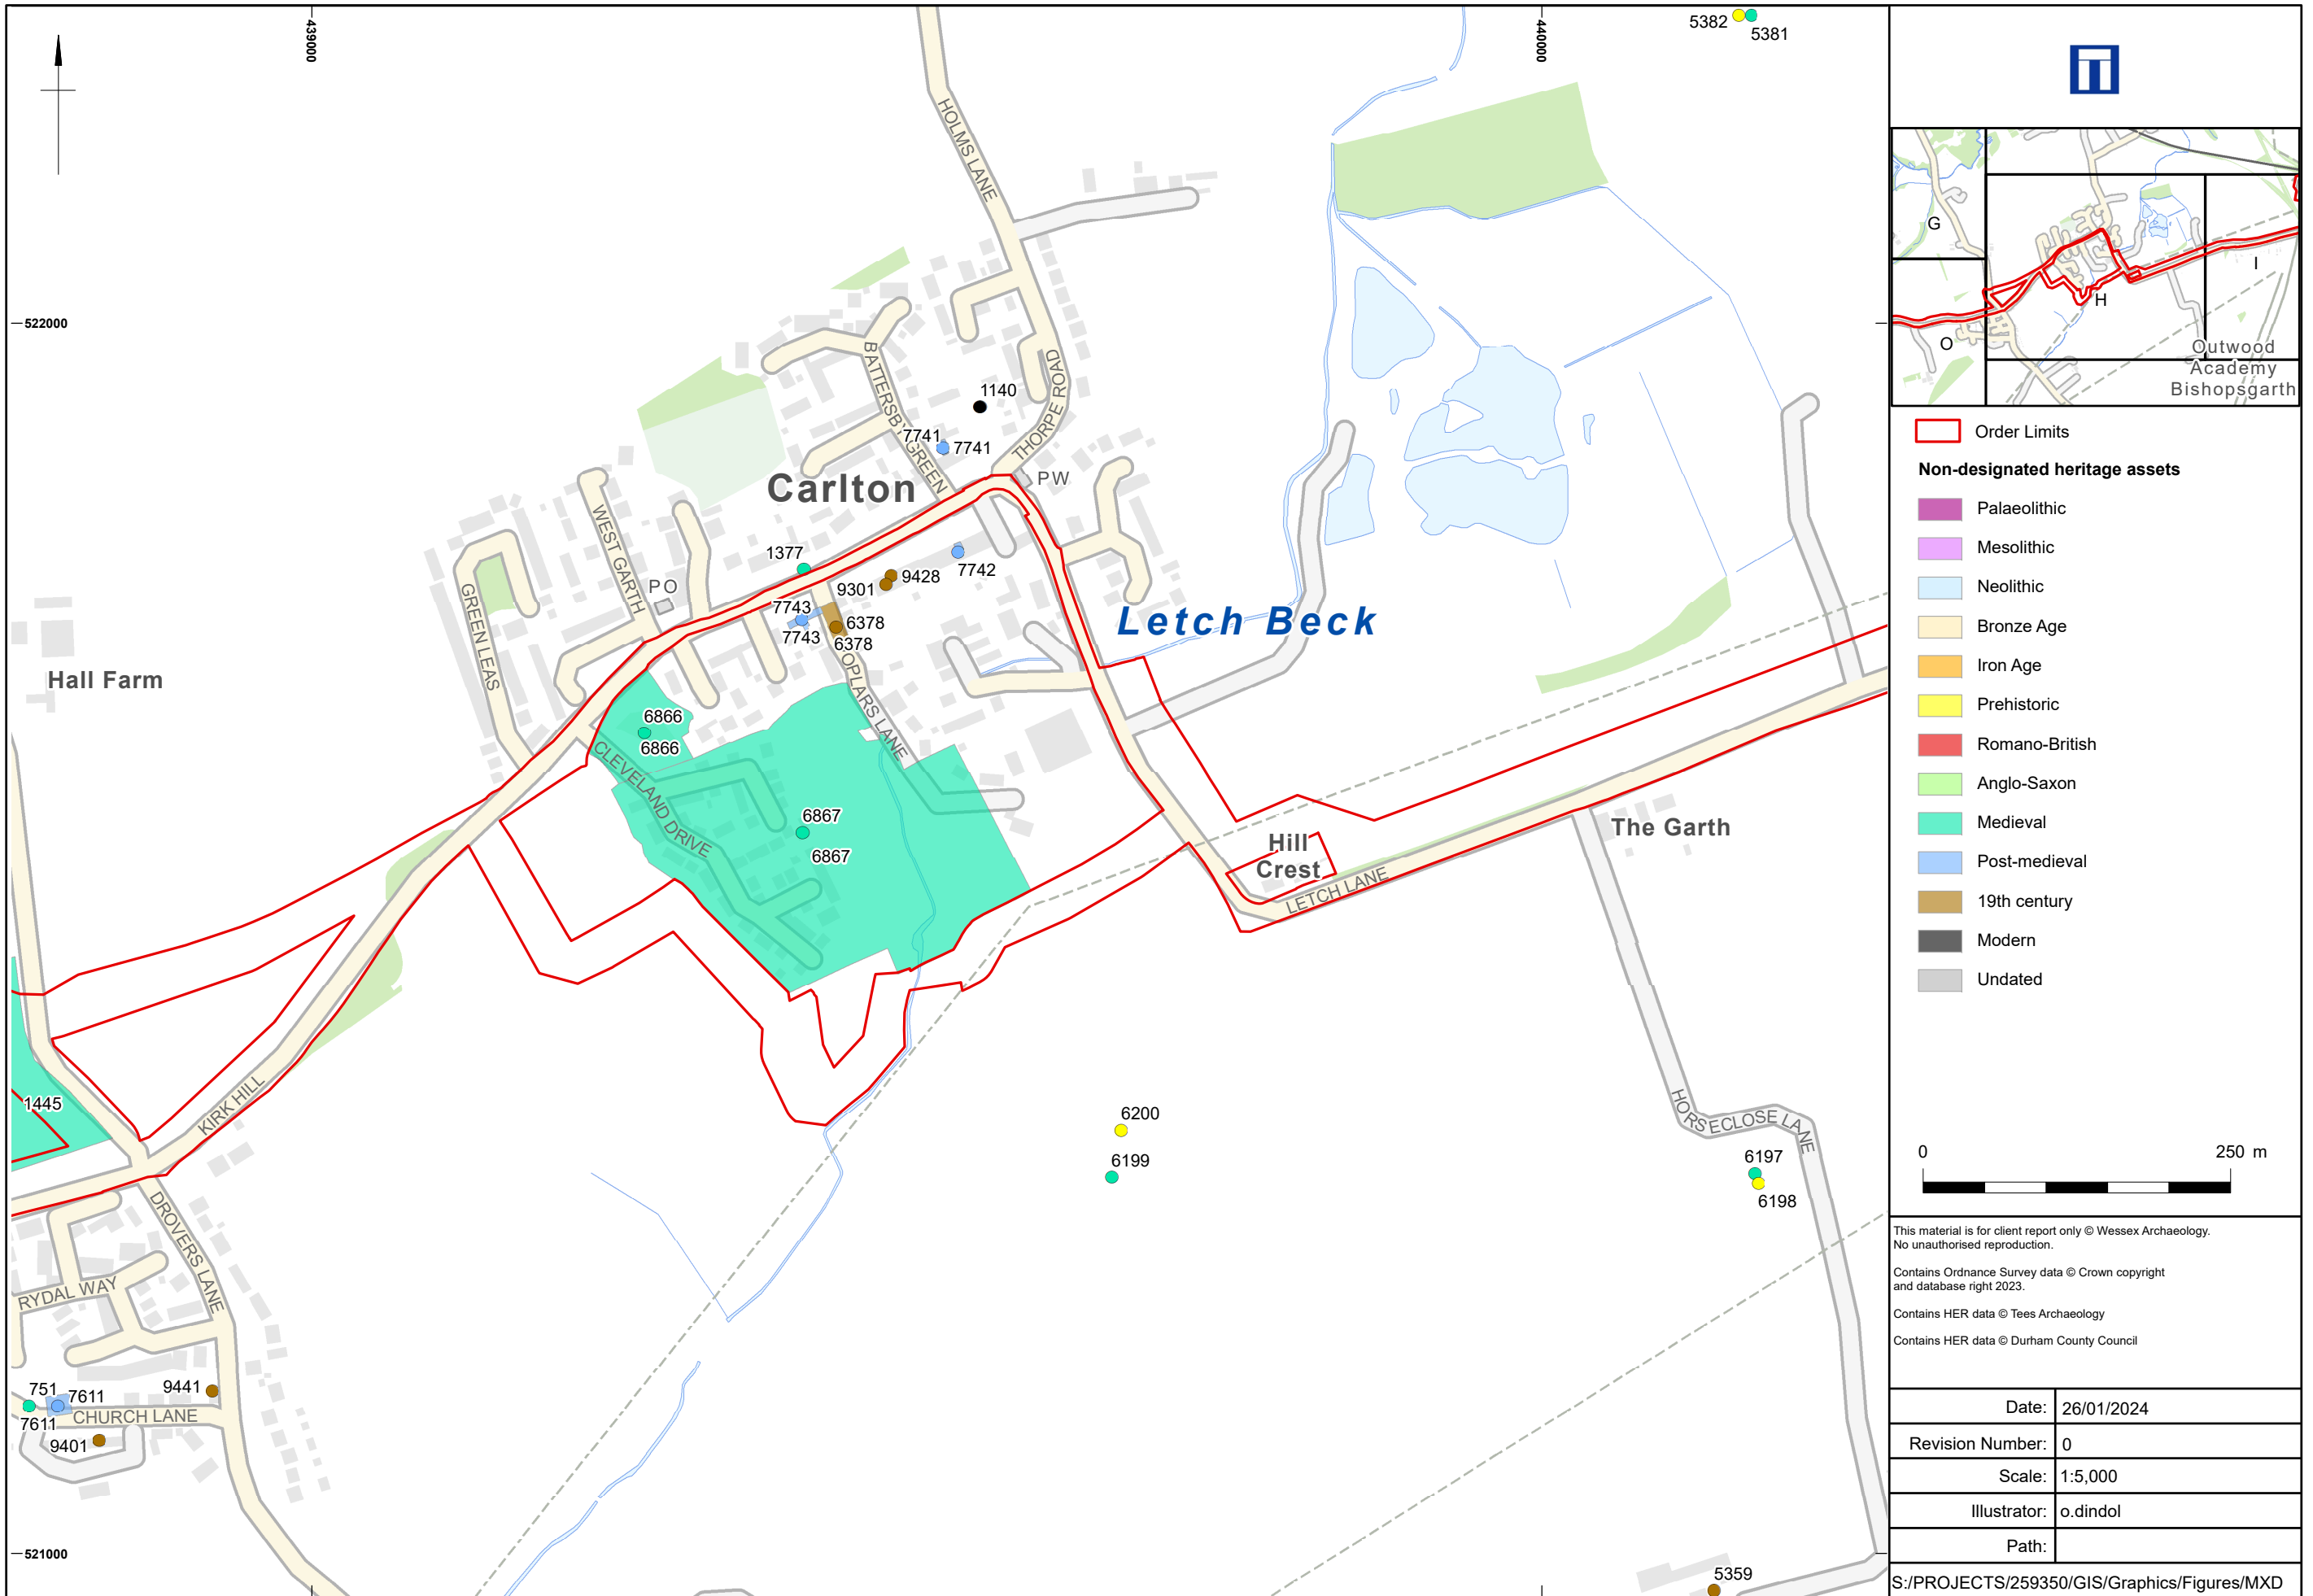 4390000
440000
5382
5381
HOLMS LANE
522000
BATTERSBY GREEN
THORPE ROAD
1140
7741
7741
Carlton
PW
WEST GARTH
1377
PO
9428
9301
7742
GREEN LEAS
7743
7743
6378
6378
Letch Beck
Hall Farm
OPLARS LANE
6866
6866
CLEVELAND DRIVE
6867
6867
Hill
Crest
The Garth
LETCH LANE
1445
KIRK HILL
6200
6199
HORSECLOSE LANE
6197
6198
DROVERS LANE
RYDAL WAY
751
7611
7611
9441
CHURCH LANE
9401
521000
5359
G
H
I
O
Outwood
Academy
Bishopsgarth
Order Limits
Non-designated heritage assets
Palaeolithic
Mesolithic
Neolithic
Bronze Age
Iron Age
Prehistoric
Romano-British
Anglo-Saxon
Medieval
Post-medieval
19th century
Modern
Undated
0 250 m
This material is for client report only © Wessex Archaeology.
No unauthorised reproduction.
Contains Ordnance Survey data © Crown copyright
and database right 2023.
Contains HER data © Tees Archaeology
Contains HER data © Durham County Council
Date: 26/01/2024
Revision Number: 0
Scale: 1:5,000
Illustrator: o.dindol
Path:
S:/PROJECTS/259350/GIS/Graphics/Figures/MXD